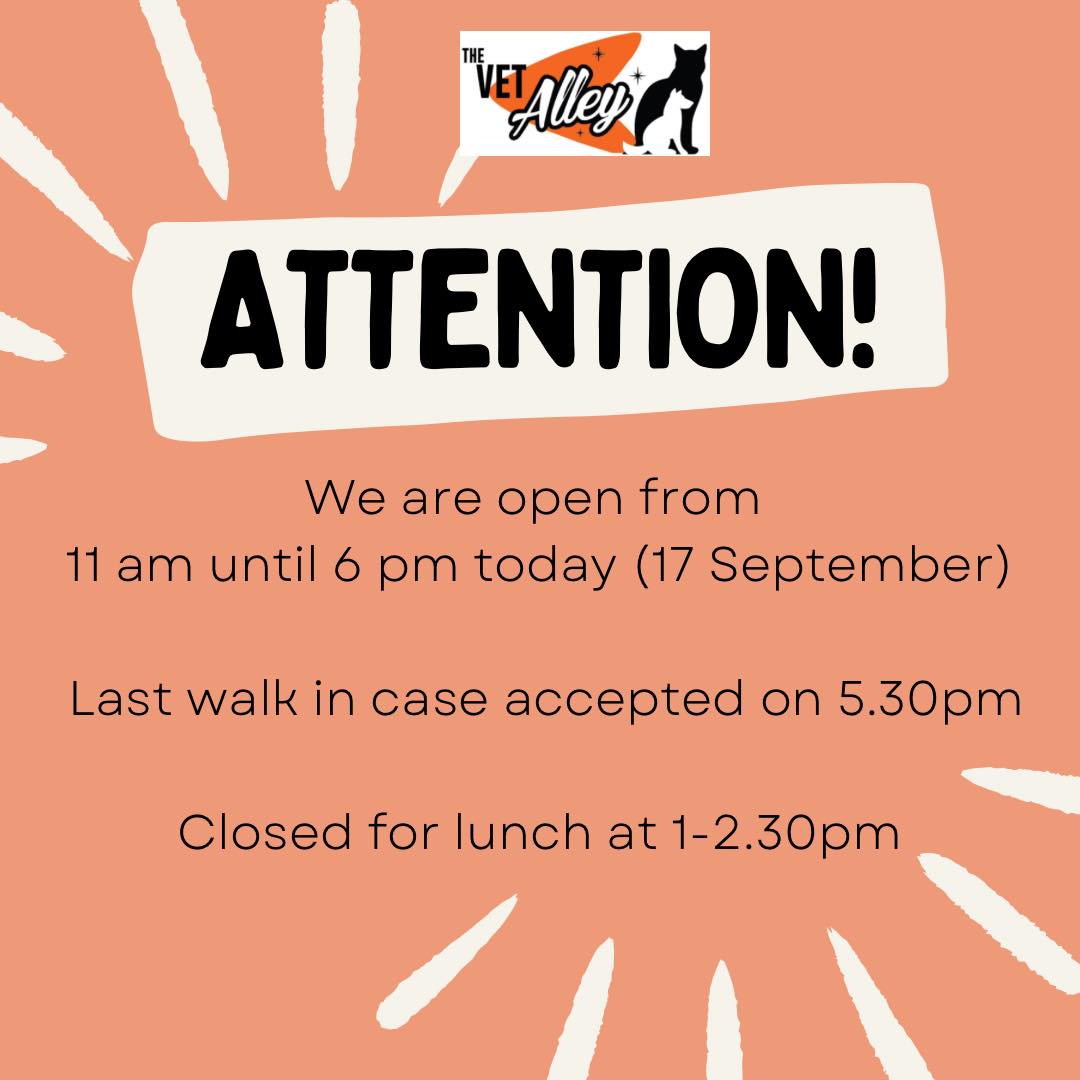 THE
VET
Alley
ATTENTION!
We are open from
11 am until 6 pm today (17 September)
Last walk in case accepted on 5.30pm
Closed for lunch at 1-2.30pm